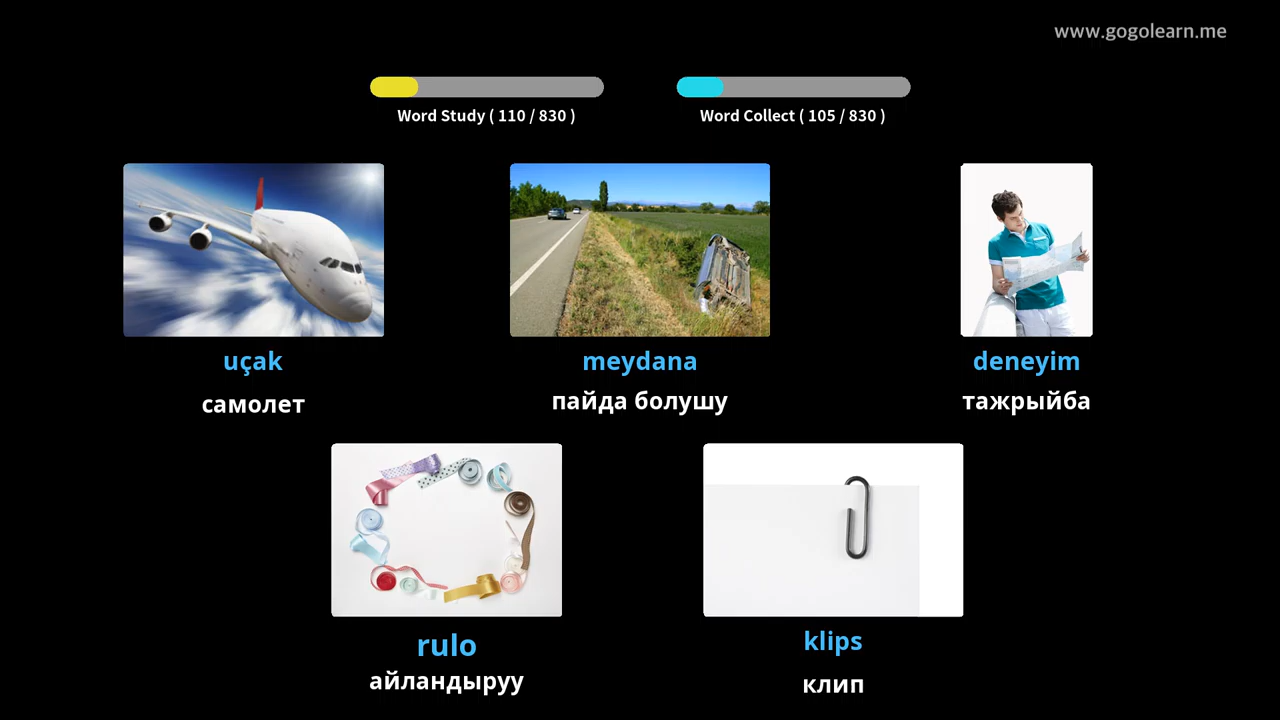 www.gogolearn.me
Word Study ( 110 / 830 )
Word Collect ( 105 / 830 )
uçak
самолет
meydana
пайда болушу
deneyim
тажрыйба
rulo
айландыруу
klips
клип